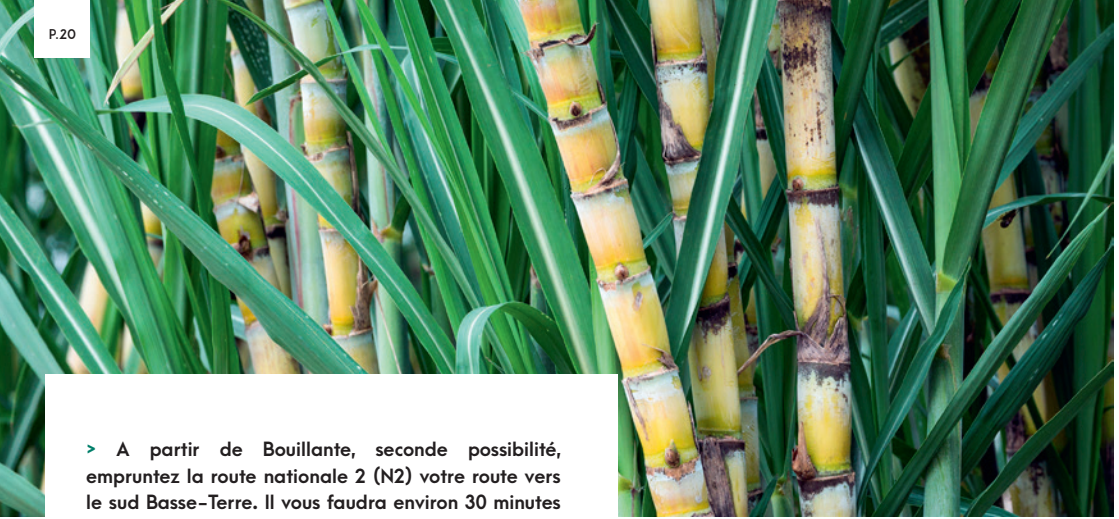 P.20
> A partir de Bouillante, seconde possibilité,
empruntez la route nationale 2 (N2) votre route vers
le sud Basse-Terre. Il vous faudra environ 30 minutes